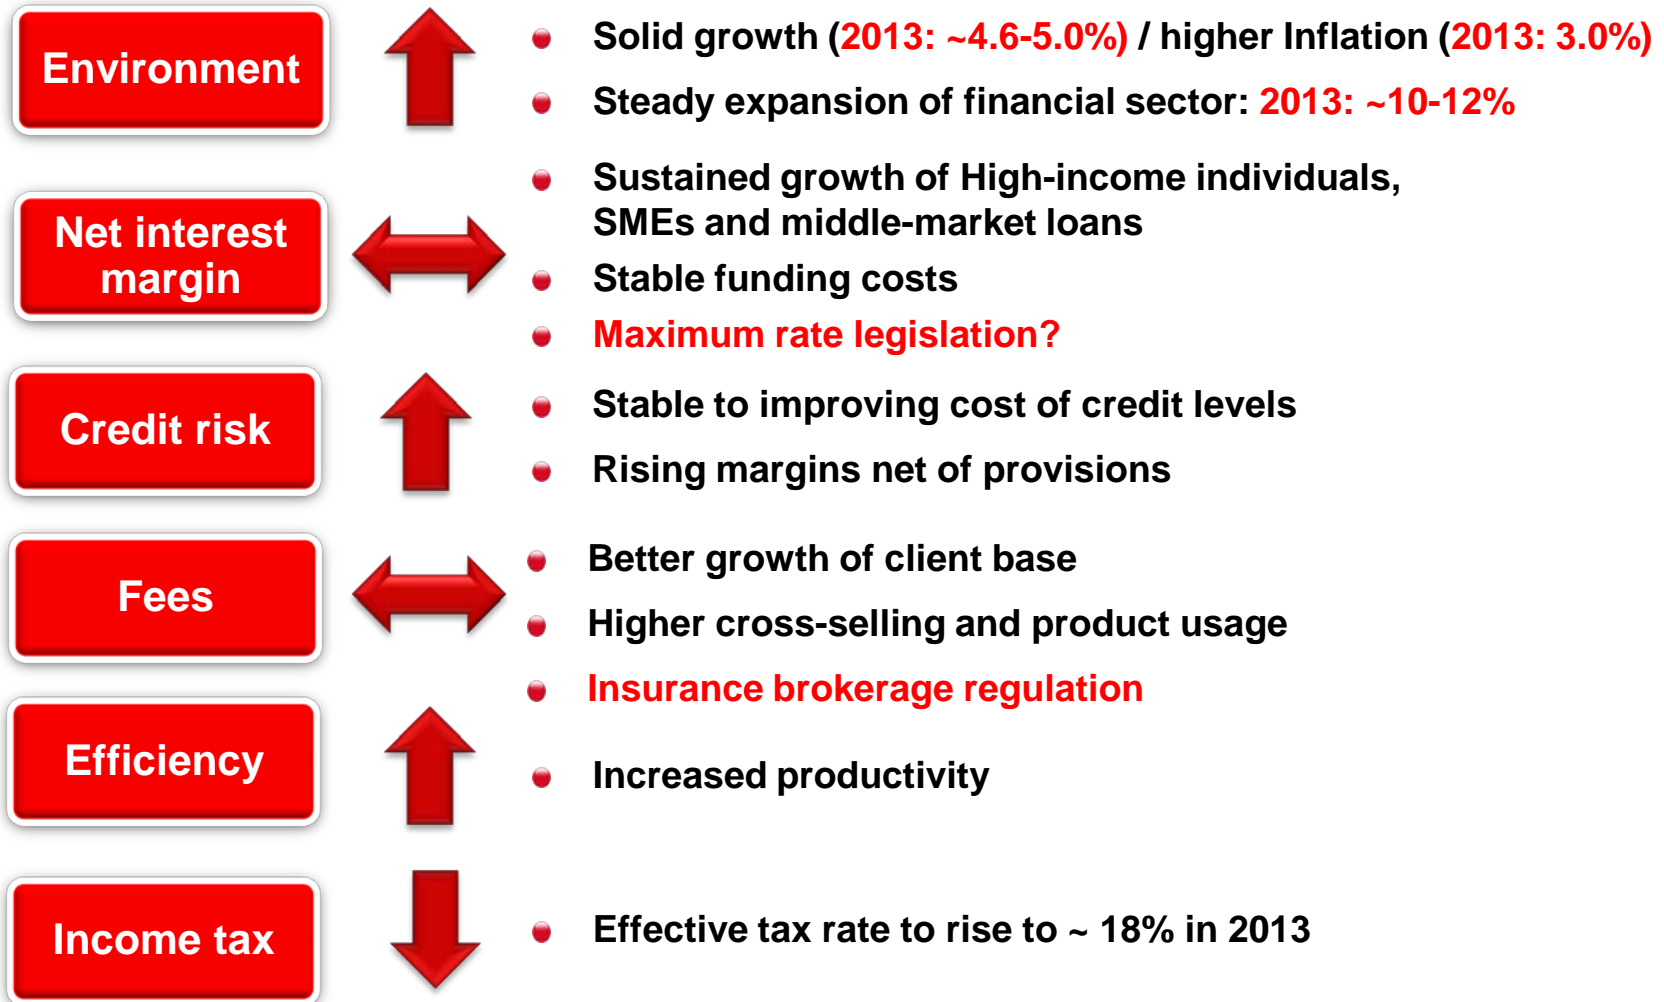 Environment
Solid growth (2013: ~4.6-5.0%) / higher Inflation (2013: 3.0%)
Steady expansion of financial sector: 2013: ~10-12%
Net interest
margin
Sustained growth of High-income individuals,
SMEs and middle-market loans
Stable funding costs
Maximum rate legislation?
Credit risk
Stable to improving cost of credit levels
Rising margins net of provisions
Fees
Better growth of client base
Higher cross-selling and product usage
Insurance brokerage regulation
Efficiency
Increased productivity
Income tax
Effective tax rate to rise to ~ 18% in 2013